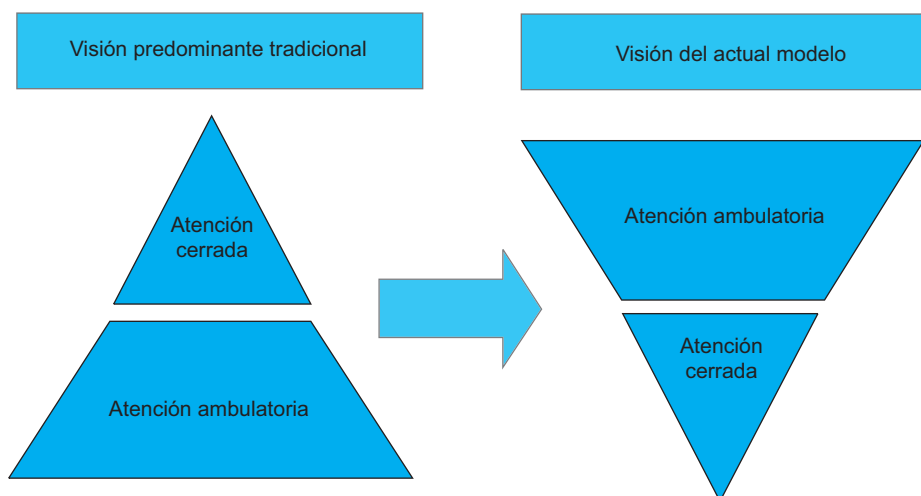 Visión predominante tradicional
Visión del actual modelo
Atención
cerrada
Atención ambulatoria
Atención ambulatoria
Atención
cerrada